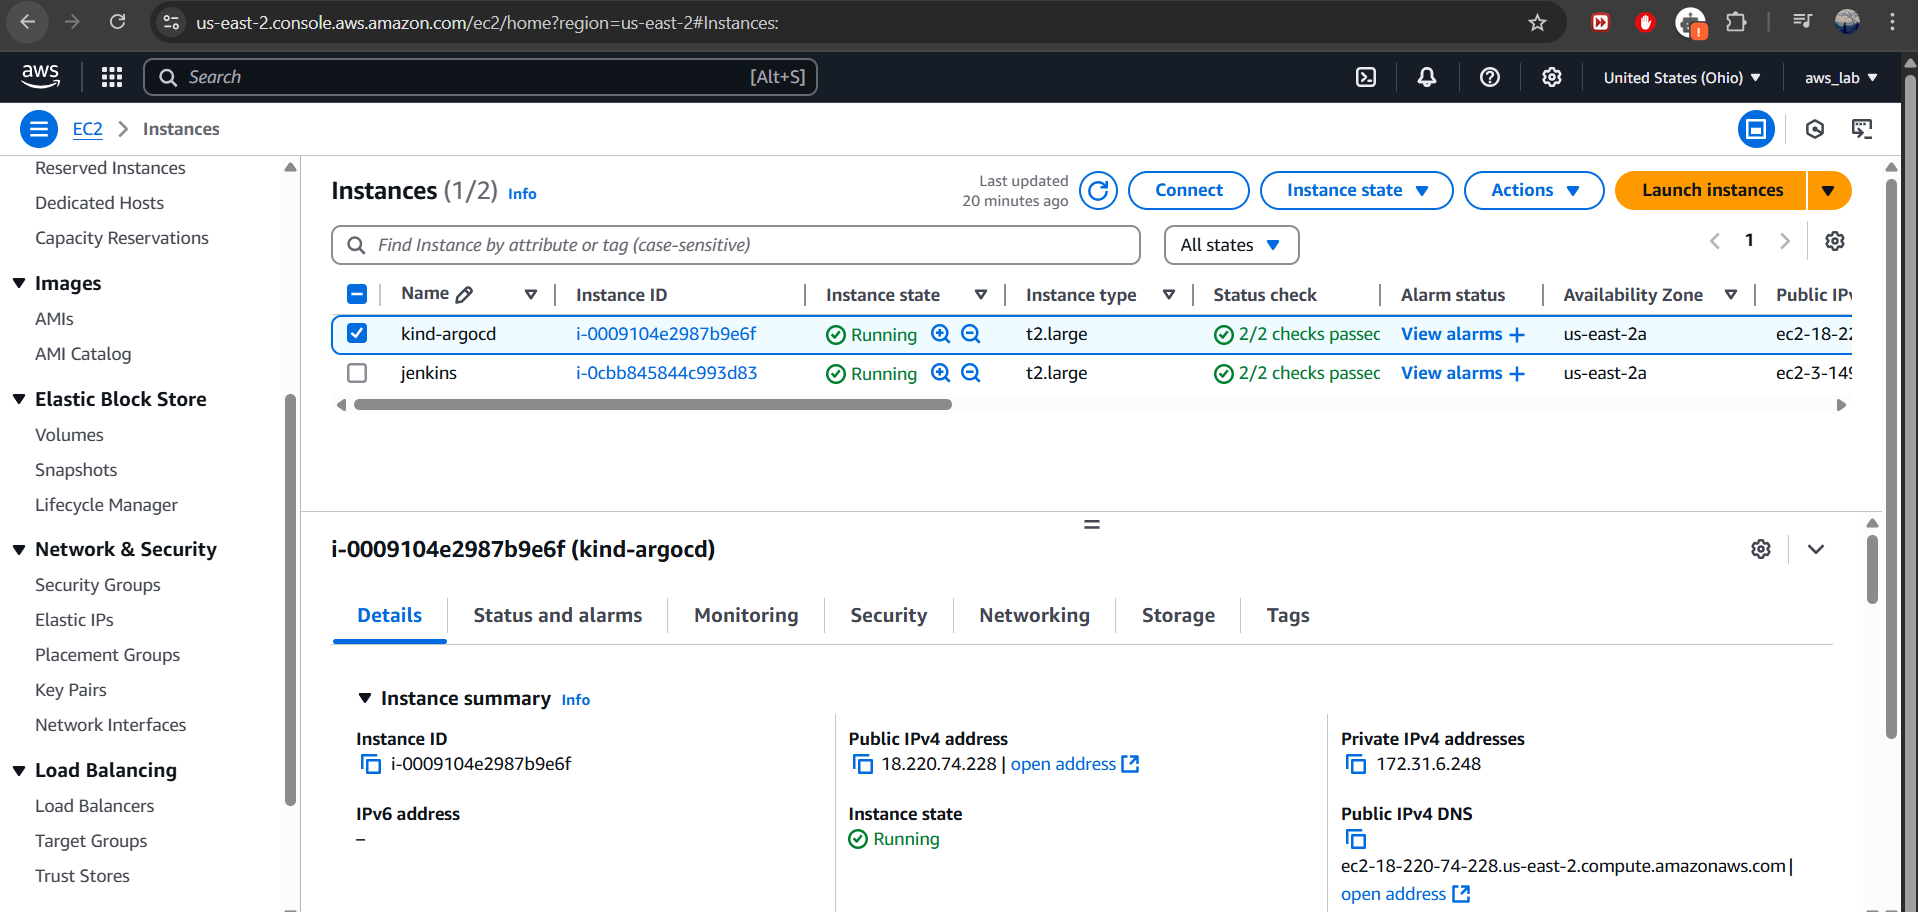 us-east-2.console.aws.amazon.com/ec2/home?region=us-east-2#Instances:
aws
Search
[Alt+S]
United States (Ohio)
aws_lab
EC2
Instances
Reserved Instances
Dedicated Hosts
Capacity Reservations
Images
AMIs
AMI Catalog
Elastic Block Store
Volumes
Snapshots
Lifecycle Manager
Network & Security
Security Groups
Elastic IPs
Placement Groups
Key Pairs
Network Interfaces
Load Balancing
Load Balancers
Target Groups
Trust Stores
Instances (1/2) Info
Last updated
20 minutes ago
Connect
Instance state
Actions
Launch instances
Find Instance by attribute or tag (case-sensitive)
All states
1
Name Instance ID Instance state Instance type Status check Alarm status Availability Zone Public IPv
kind-argocd i-0009104e2987b9e6f Running t2.large 2/2 checks passed View alarms + us-east-2a ec2-18-22
jenkins i-0cbb845844c993d83 Running t2.large 2/2 checks passed View alarms + us-east-2a ec2-3-149
i-0009104e2987b9e6f (kind-argocd)
Details Status and alarms Monitoring Security Networking Storage Tags
Instance summary Info
Instance ID
i-0009104e2987b9e6f
Public IPv4 address
18.220.74.228 | open address
Private IPv4 addresses
172.31.6.248
IPv6 address
–
Instance state
Running
Public IPv4 DNS
ec2-18-220-74-228.us-east-2.compute.amazonaws.com |
open address